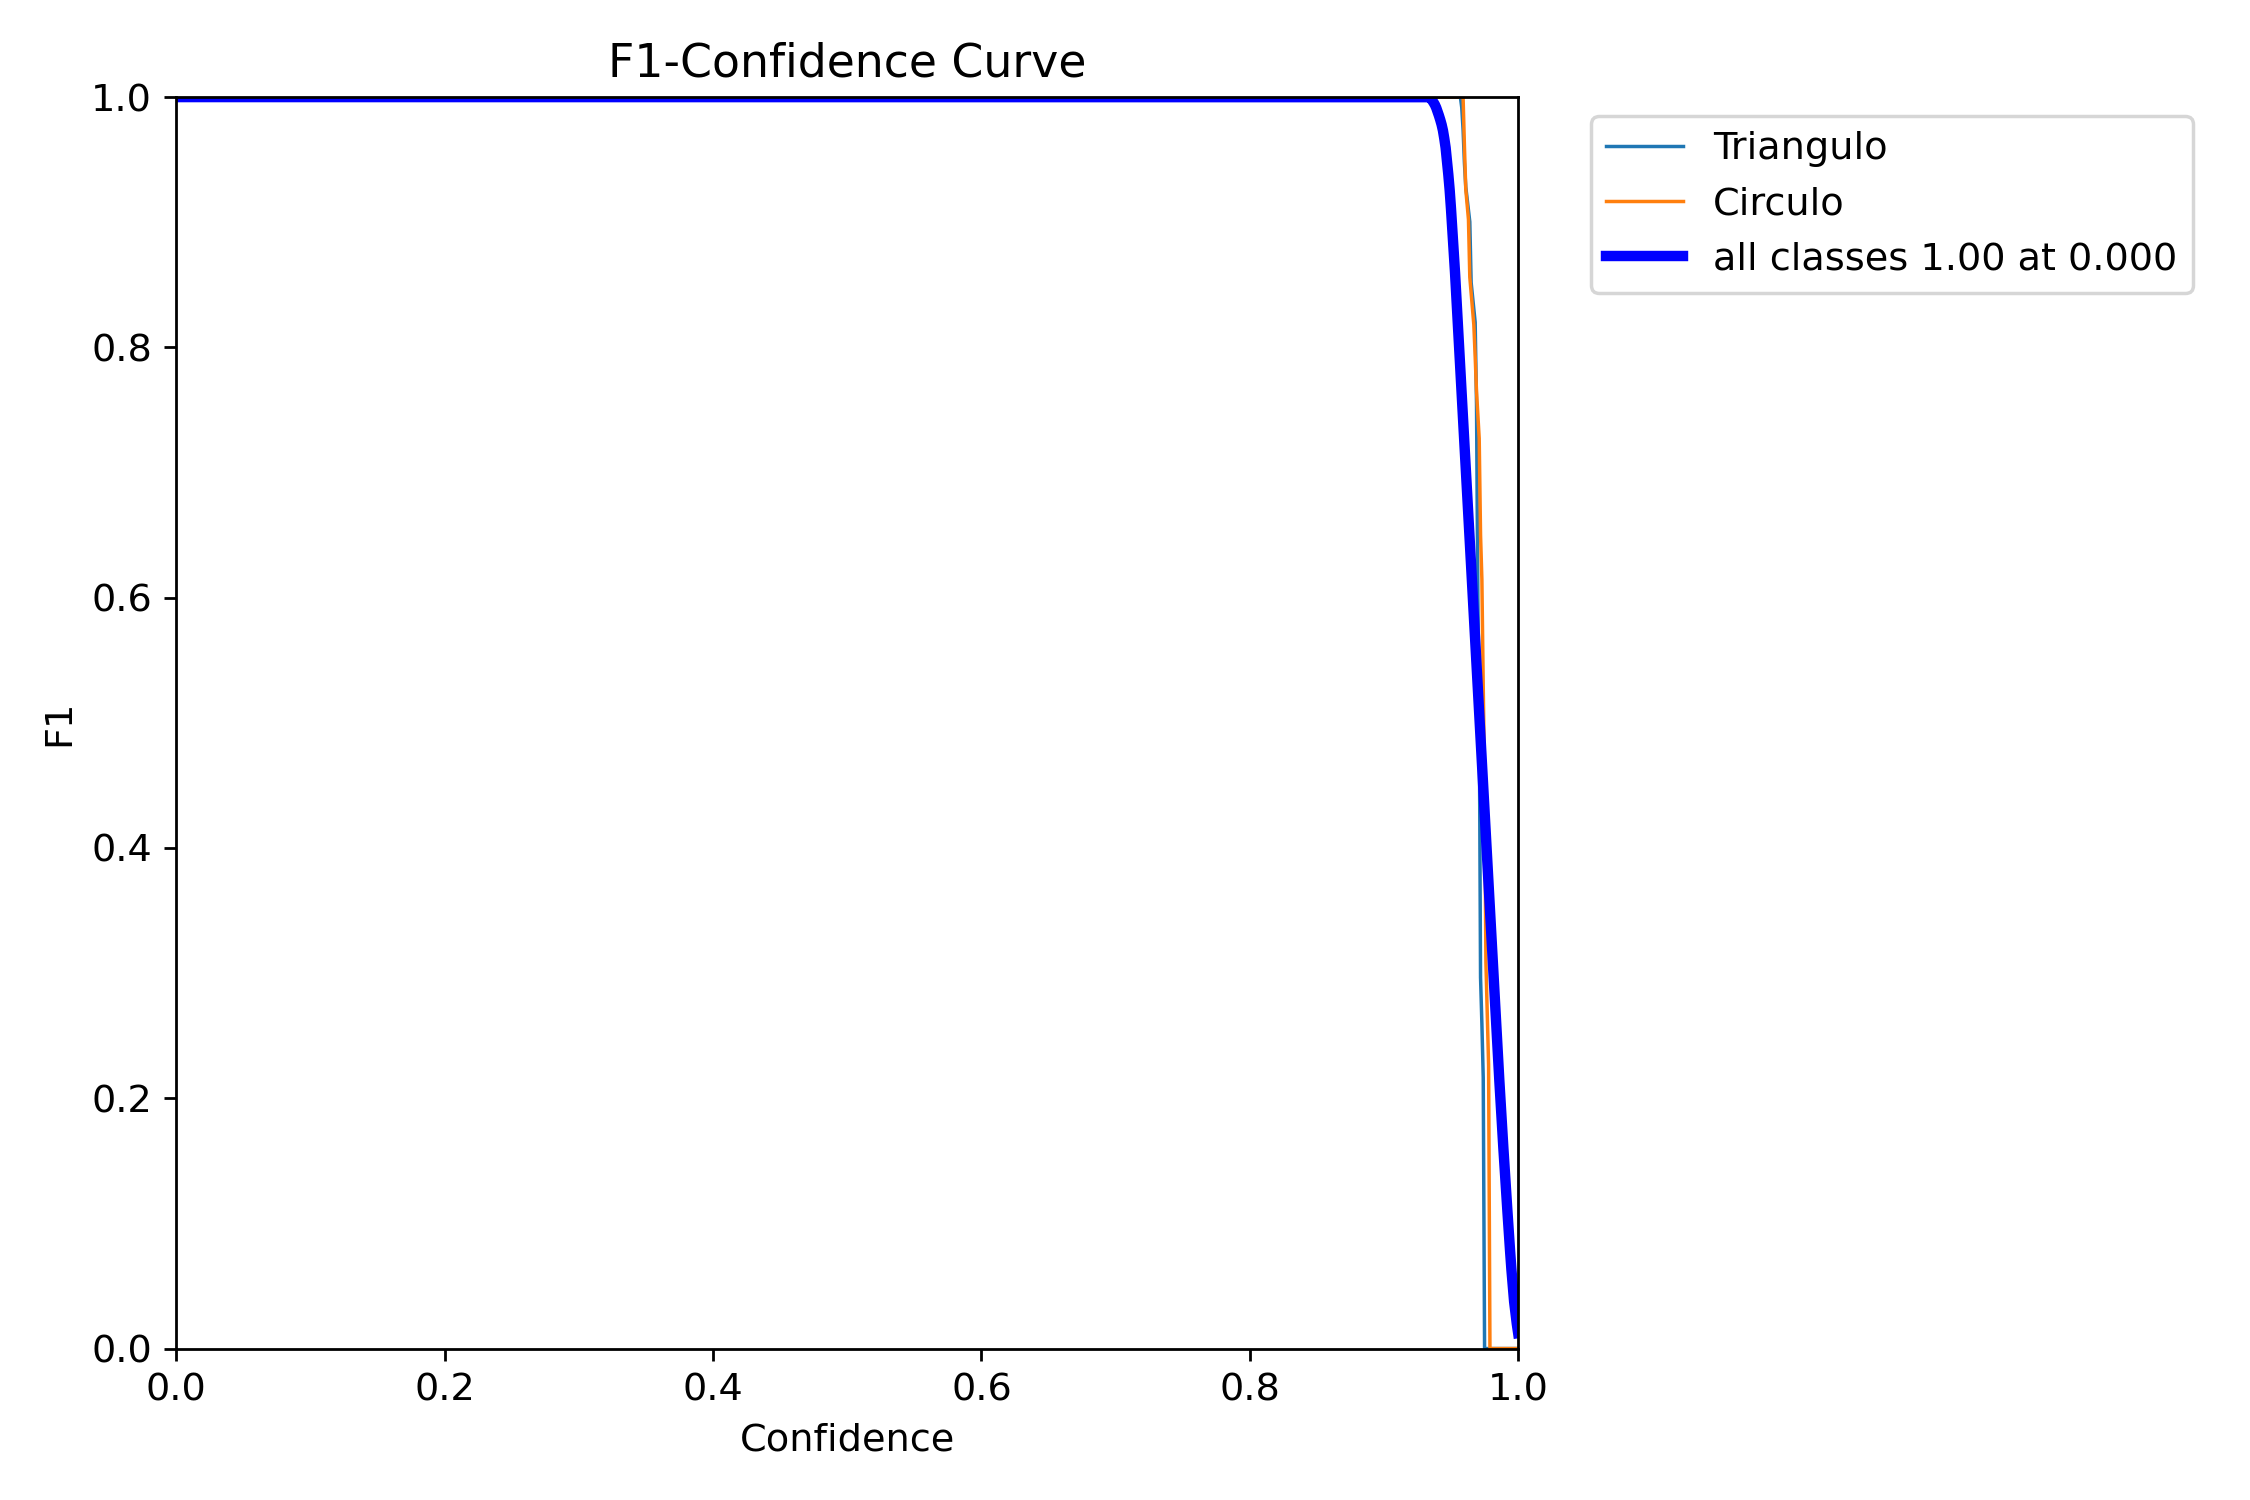 F1-Confidence Curve
1.0
0.8
0.6
0.4
0.2
0.0
F1
0.0 0.2 0.4 0.6 0.8 1.0
Confidence
Triangulo
Circulo
all classes 1.00 at 0.000